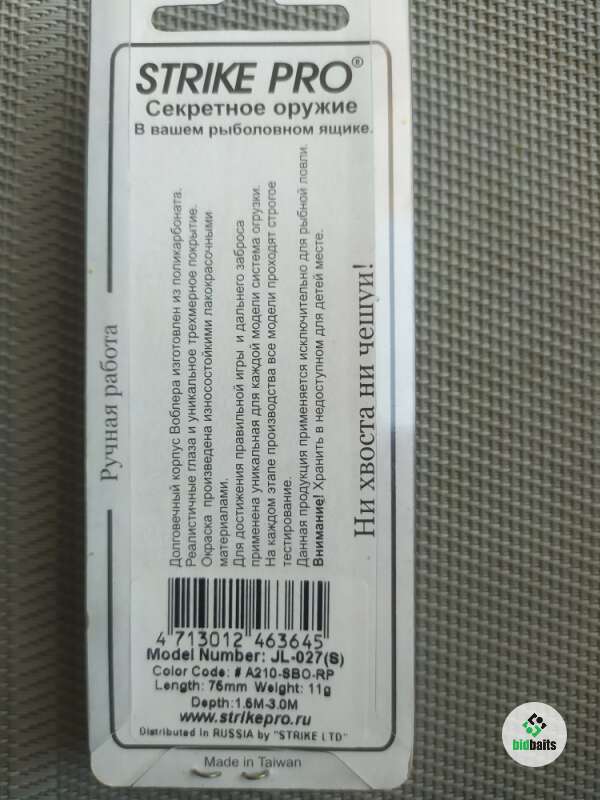 STRIKE PRO®
Секретное оружие
В вашем рыболовном ящике.
Ручная работа
Долговечный корпус Воблера изготовлен из поликарбоната.
Реалистичные глаза и уникальное трехмерное покрытие.
Окраска произведена износостойкими лакокрасочными
материалами.
Для достижения правильной игры и дальнего заброса
применена уникальная для каждой модели система огрузки.
На каждом этапе производства все модели проходят строгое
тестирование.
Данная продукция применяется исключительно для рыбной ловли.
Внимание! Хранить в недоступном для детей месте.
Ни хвоста ни чешуи!
4 713012 463645
Model Number: JL-027(S)
Color Code: # A210-SBO-RP
Length: 76mm Weight: 11g
Depth:1.6M-3.0M
www.strikepro.ru
Distributed in RUSSIA by "STRIKE LTD"
Made in Taiwan
bidbaits